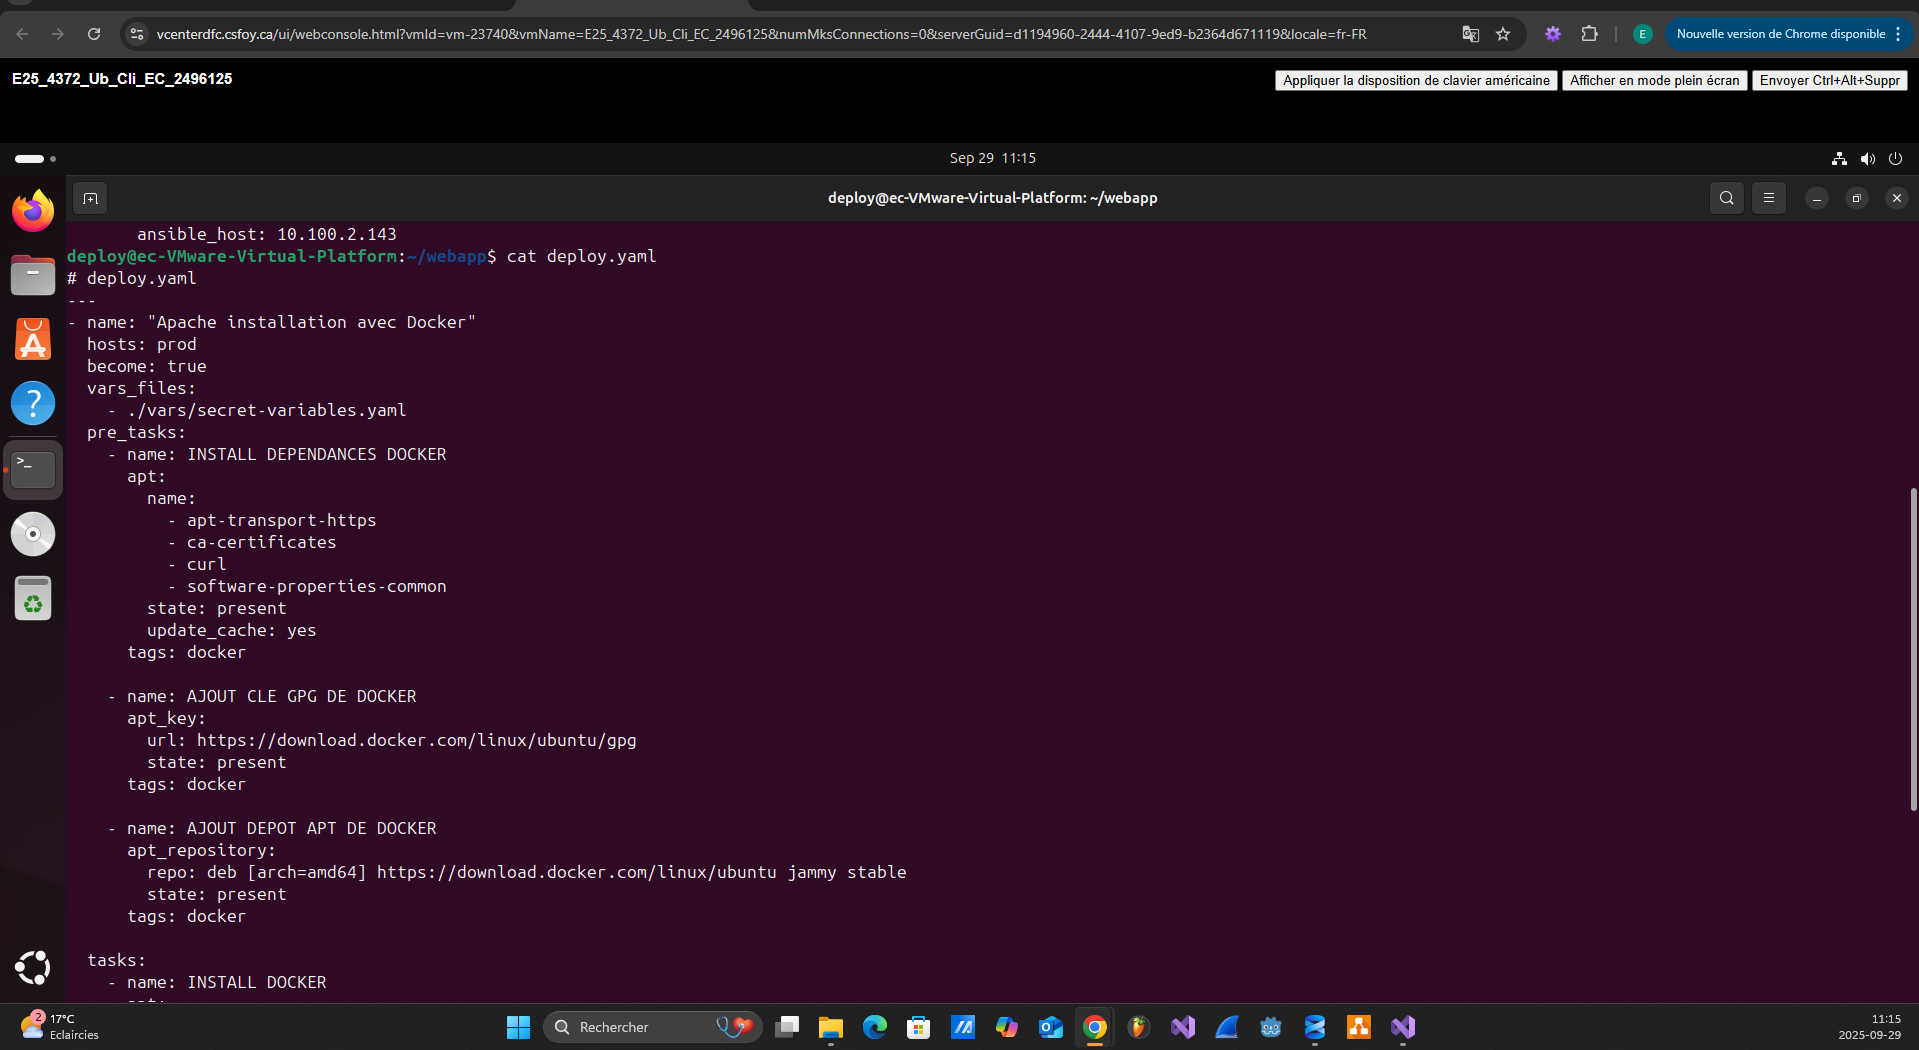 vcenterdfc.csfoy.ca/ui/webconsole.html?vmId=vm-23740&vmName=E25_4372_Ub_Cli_EC_2496125&numMksConnections=0&serverGuid=d1194960-2444-4107-9ed9-b2364d671119&locale=fr-FR
E
Nouvelle version de Chrome disponible
E25_4372_Ub_Cli_EC_2496125
Appliquer la disposition de clavier américaine
Afficher en mode plein écran
Envoyer Ctrl+Alt+Suppr
Sep 29 11:15
deploy@ec-VMware-Virtual-Platform: ~/webapp
ansible_host: 10.100.2.143
deploy@ec-VMware-Virtual-Platform:~/webapp$ cat deploy.yaml
# deploy.yaml
---
- name: "Apache installation avec Docker"
hosts: prod
become: true
vars_files:
- ./vars/secret-variables.yaml
pre_tasks:
- name: INSTALL DEPENDANCES DOCKER
apt:
name:
- apt-transport-https
- ca-certificates
- curl
- software-properties-common
state: present
update_cache: yes
tags: docker
- name: AJOUT CLE GPG DE DOCKER
apt_key:
url: https://download.docker.com/linux/ubuntu/gpg
state: present
tags: docker
- name: AJOUT DEPOT APT DE DOCKER
apt_repository:
repo: deb [arch=amd64] https://download.docker.com/linux/ubuntu jammy stable
state: present
tags: docker
tasks:
- name: INSTALL DOCKER
2
17°C
Eclaircies
Rechercher
11:15
2025-09-29